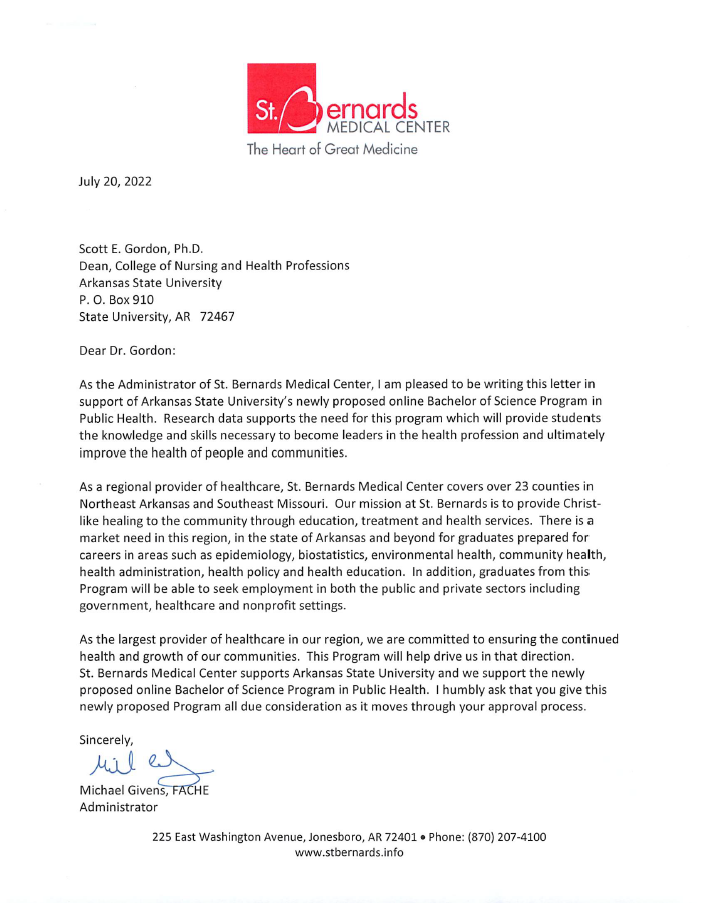 St. Bernards
MEDICAL CENTER
The Heart of Great Medicine
July 20, 2022
Scott E. Gordon, Ph.D.
Dean, College of Nursing and Health Professions
Arkansas State University
P. O. Box 910
State University, AR 72467
Dear Dr. Gordon:
As the Administrator of St. Bernards Medical Center, I am pleased to be writing this letter in
support of Arkansas State University's newly proposed online Bachelor of Science Program in
Public Health. Research data supports the need for this program which will provide students
the knowledge and skills necessary to become leaders in the health profession and ultimately
improve the health of people and communities.
As a regional provider of healthcare, St. Bernards Medical Center covers over 23 counties in
Northeast Arkansas and Southeast Missouri. Our mission at St. Bernards is to provide Christ-
like healing to the community through education, treatment and health services. There is a
market need in this region, in the state of Arkansas and beyond for graduates prepared for
careers in areas such as epidemiology, biostatistics, environmental health, community health,
health administration, health policy and health education. In addition, graduates from this
Program will be able to seek employment in both the public and private sectors including
government, healthcare and nonprofit settings.
As the largest provider of healthcare in our region, we are committed to ensuring the continued
health and growth of our communities. This Program will help drive us in that direction.
St. Bernards Medical Center supports Arkansas State University and we support the newly
proposed online Bachelor of Science Program in Public Health. I humbly ask that you give this
newly proposed Program all due consideration as it moves through your approval process.
Sincerely,
Michael Givens, FACHE
Administrator
225 East Washington Avenue, Jonesboro, AR 72401 • Phone: (870) 207-4100
www.stbernards.info